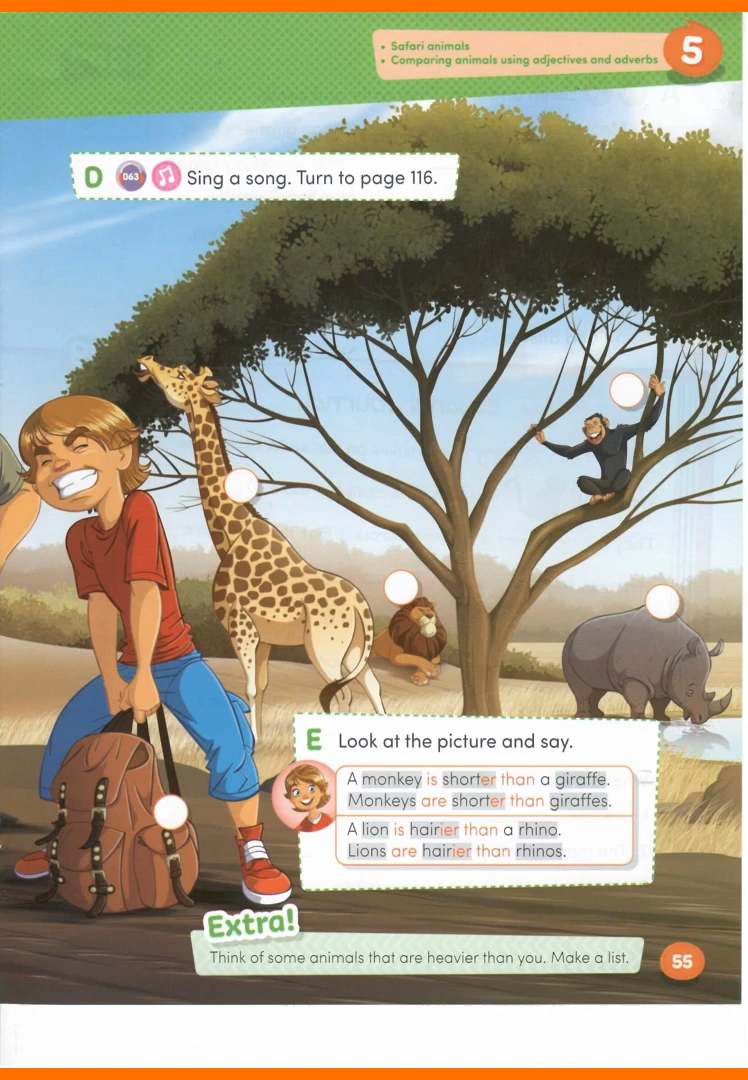 • Safari animals
• Comparing animals using adjectives and adverbs
5
D 063 Sing a song. Turn to page 116.
E Look at the picture and say.
A monkey is shorter than a giraffe.
Monkeys are shorter than giraffes.
A lion is hairier than a rhino.
Lions are hairier than rhinos.
Extra!
Think of some animals that are heavier than you. Make a list.
55